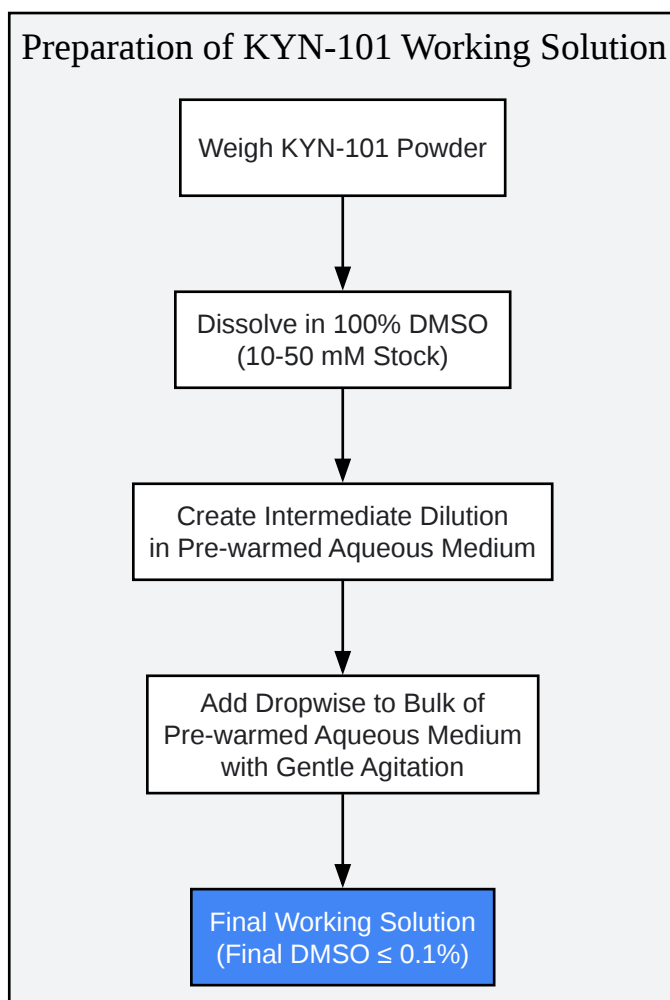 Preparation of KYN-101 Working Solution
Weigh KYN-101 Powder
Dissolve in 100% DMSO
(10-50 mM Stock)
Create Intermediate Dilution
in Pre-warmed Aqueous Medium
Add Dropwise to Bulk of
Pre-warmed Aqueous Medium
with Gentle Agitation
Final Working Solution
(Final DMSO ≤ 0.1%)